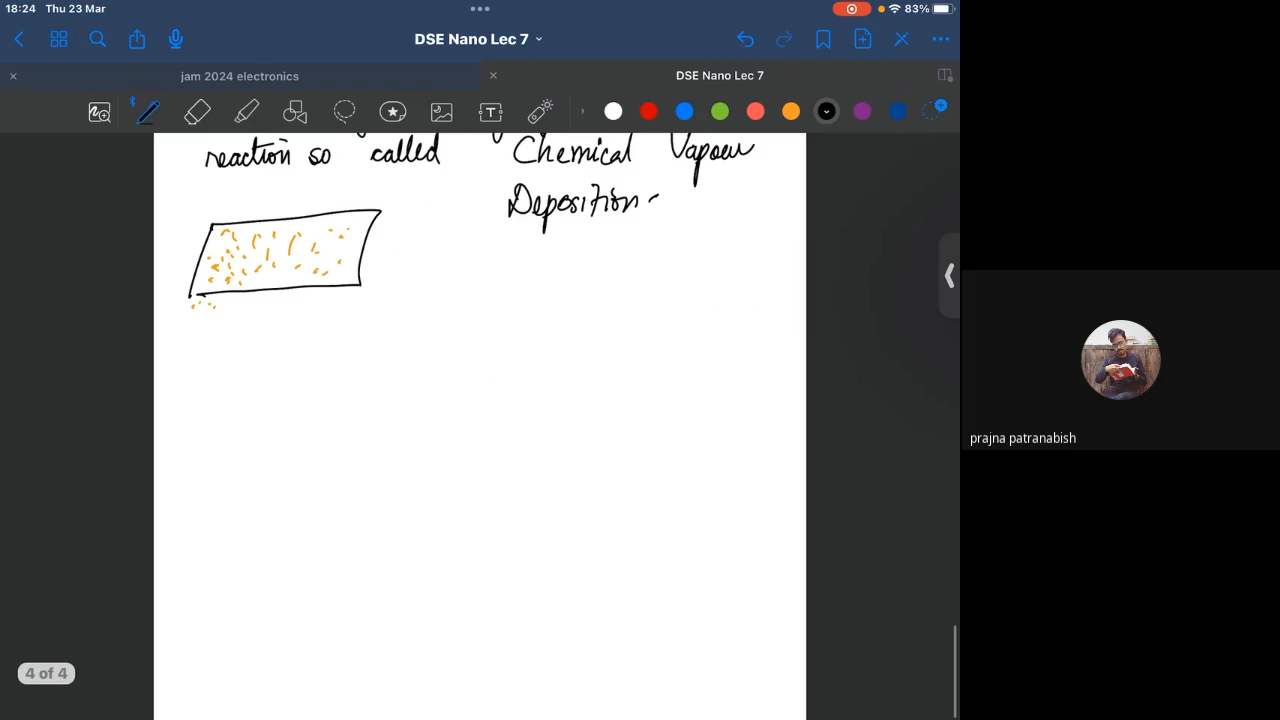 18:24 Thu 23 Mar
83%
DSE Nano Lec 7
jam 2024 electronics
DSE Nano Lec 7
reaction so called Chemical Vapour
Deposition -
prajna patranabish
4 of 4